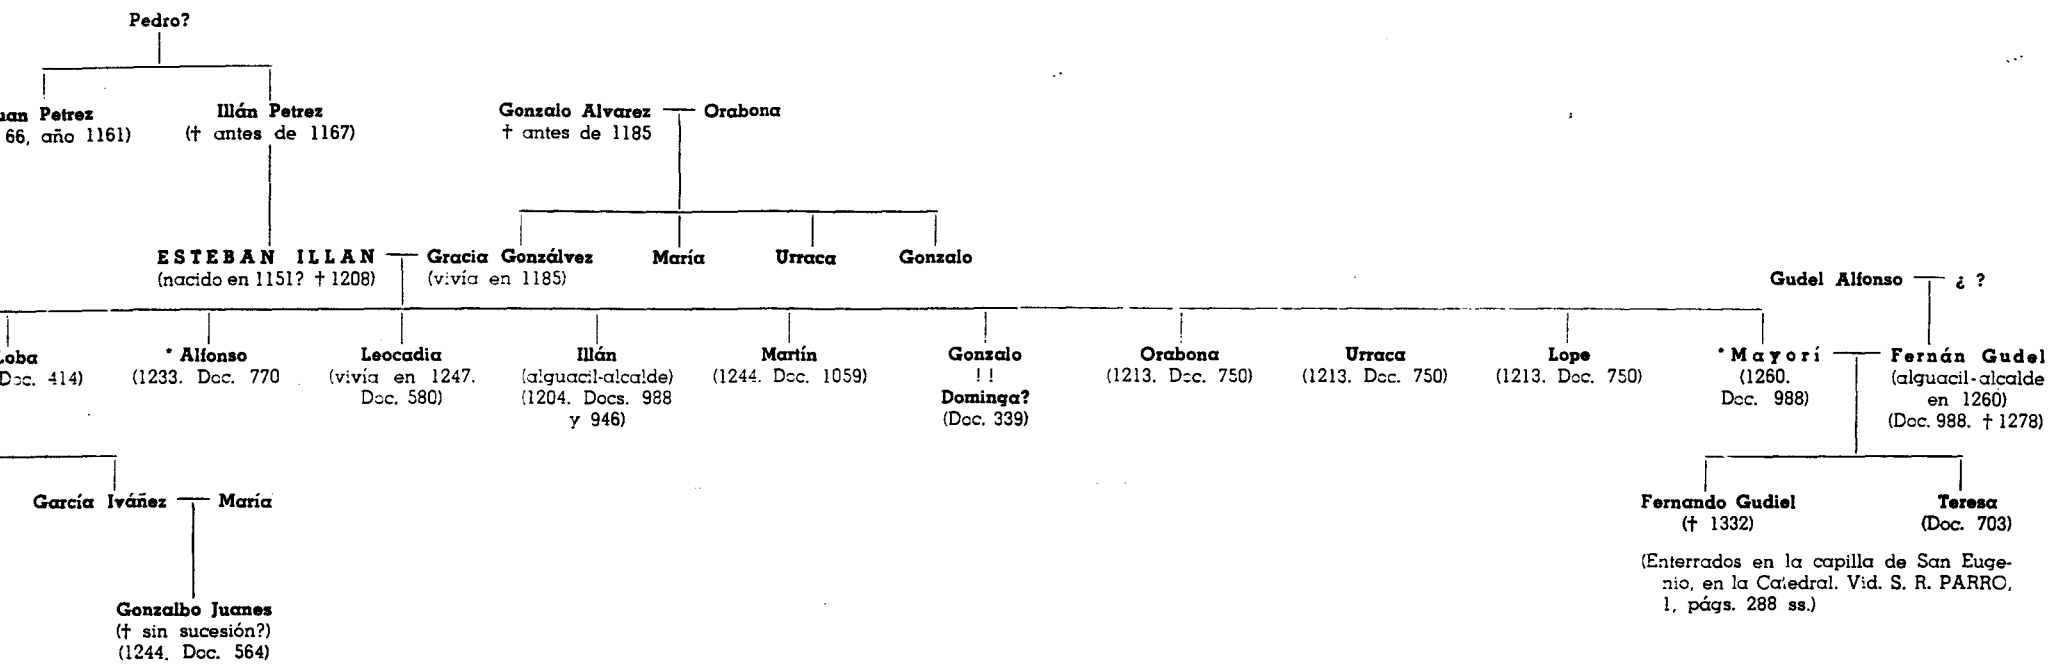 Pedro?
uan Petrez
66, año 1161)
Illán Petrez
(† antes de 1167)
Gonzalo Alvarez
† antes de 1185
Orabona
ESTEBAN ILLAN
(nacido en 1151? † 1208)
Gracia Gonzálvez
(vivía en 1185)
María
Urraca
Gonzalo
Gudel Alfonso
¿ ?
Loba
Doc. 414)
* Alfonso
(1233. Doc. 770
Leocadia
(vivía en 1247.
Doc. 580)
Illán
(alguacil-alcalde)
(1204. Docs. 988
y 946)
Martín
(1244. Doc. 1059)
Gonzalo
!!
Dominga?
(Doc. 339)
Orabona
(1213. Doc. 750)
Urraca
(1213. Doc. 750)
Lope
(1213. Doc. 750)
* Mayorí
(1260.
Doc. 988)
Fernán Gudel
(alguacil-alcalde
en 1260)
(Doc. 988. † 1278)
García Iváñez
María
Fernando Gudiel
(† 1332)
Teresa
(Doc. 703)
(Enterrados en la capilla de San Euge-
nio, en la Catedral. Vid. S. R. PARRO,
1, págs. 288 ss.)
Gonzalbo Juanes
(† sin sucesión?)
(1244. Doc. 564)